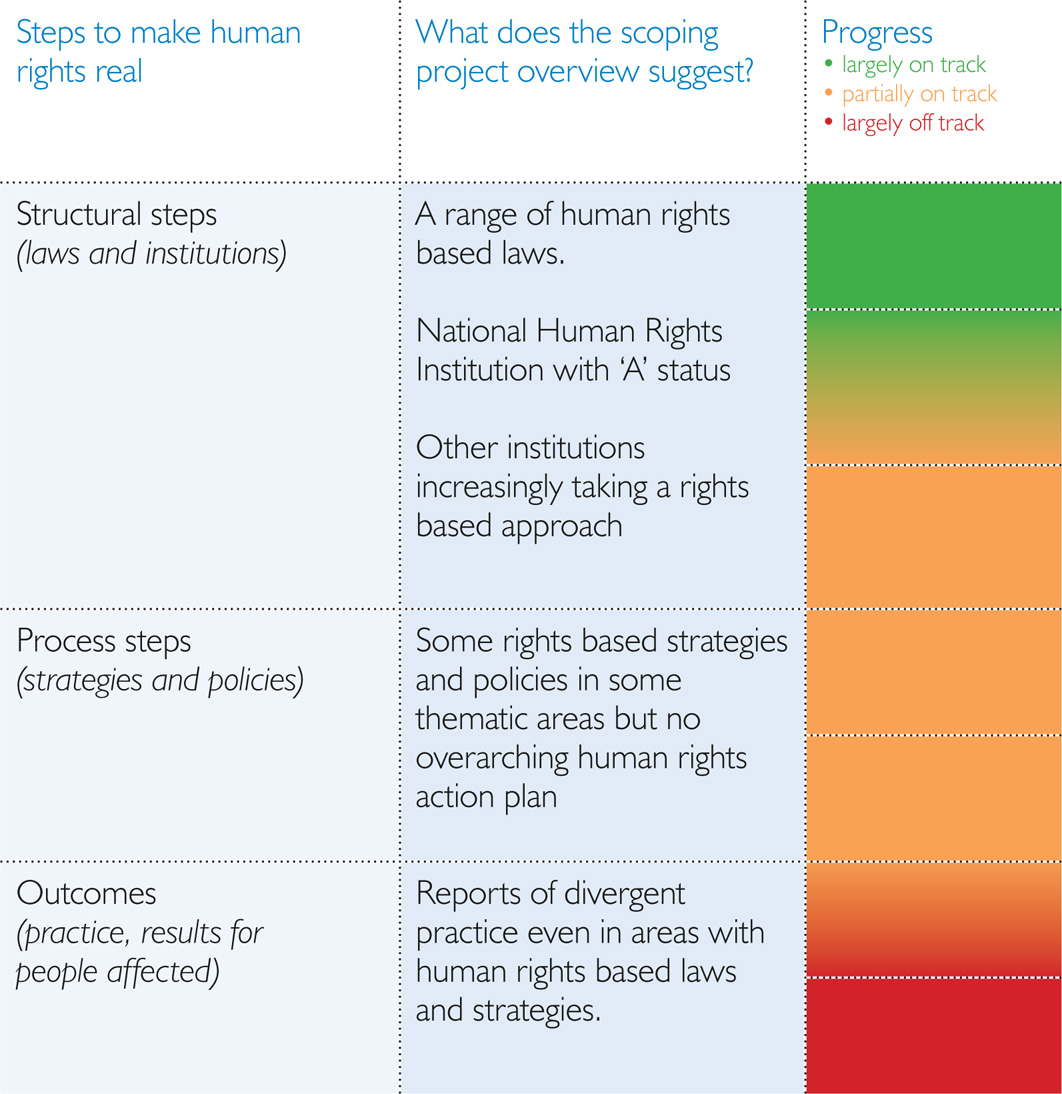 Steps to make human
rights real
What does the scoping
project overview suggest?
Progress
• largely on track
• partially on track
• largely off track
Structural steps
(laws and institutions)
A range of human rights
based laws.
National Human Rights
Institution with ‘A’ status
Other institutions
increasingly taking a rights
based approach
Process steps
(strategies and policies)
Some rights based strategies
and policies in some
thematic areas but no
overarching human rights
action plan
Outcomes
(practice, results for
people affected)
Reports of divergent
practice even in areas with
human rights based laws
and strategies.